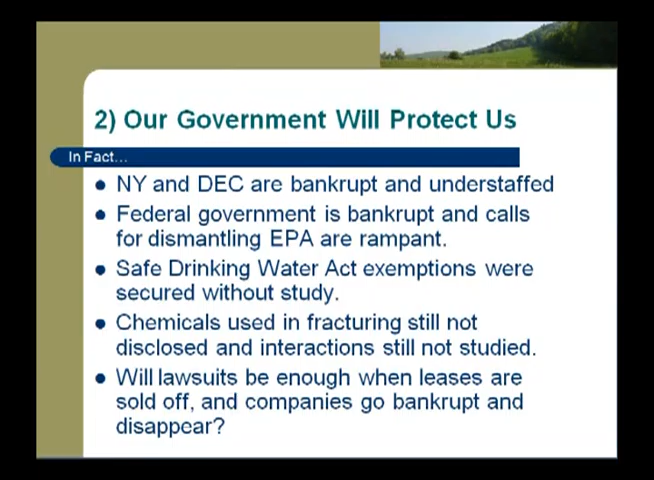 2) Our Government Will Protect Us
In Fact...
NY and DEC are bankrupt and understaffed
Federal government is bankrupt and calls
for dismantling EPA are rampant.
Safe Drinking Water Act exemptions were
secured without study.
Chemicals used in fracturing still not
disclosed and interactions still not studied.
Will lawsuits be enough when leases are
sold off, and companies go bankrupt and
disappear?